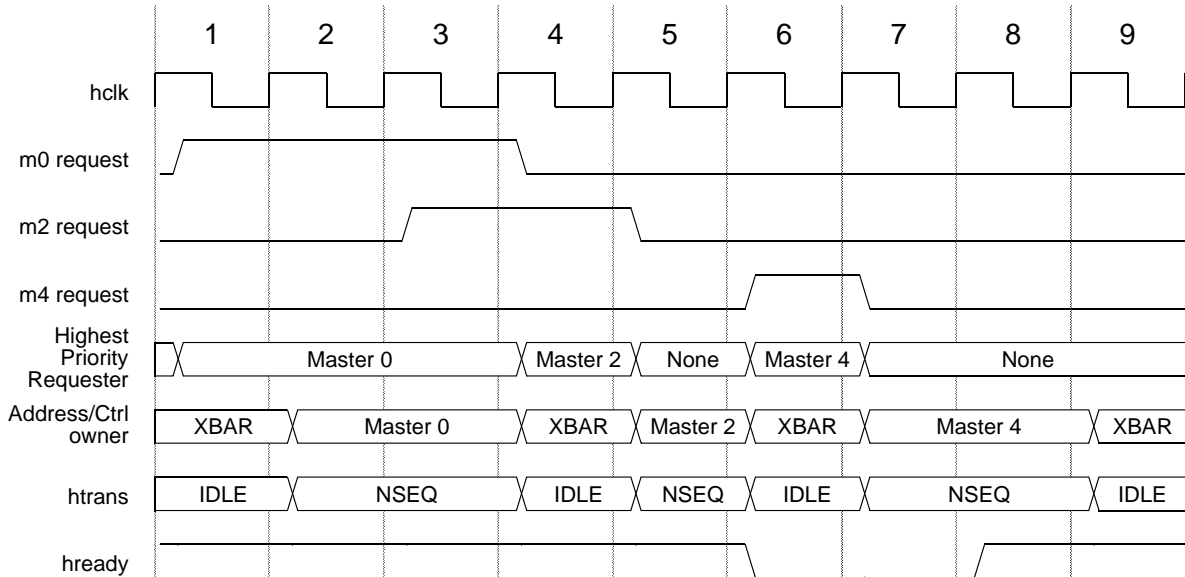 1 2 3 4 5 6 7 8 9
hclk
m0 request
m2 request
m4 request
Highest
Priority
Requester
Master 0 Master 2 None Master 4 None
Address/Ctrl
owner
XBAR Master 0 XBAR Master 2 XBAR Master 4 XBAR
htrans IDLE NSEQ IDLE NSEQ IDLE NSEQ IDLE
hready